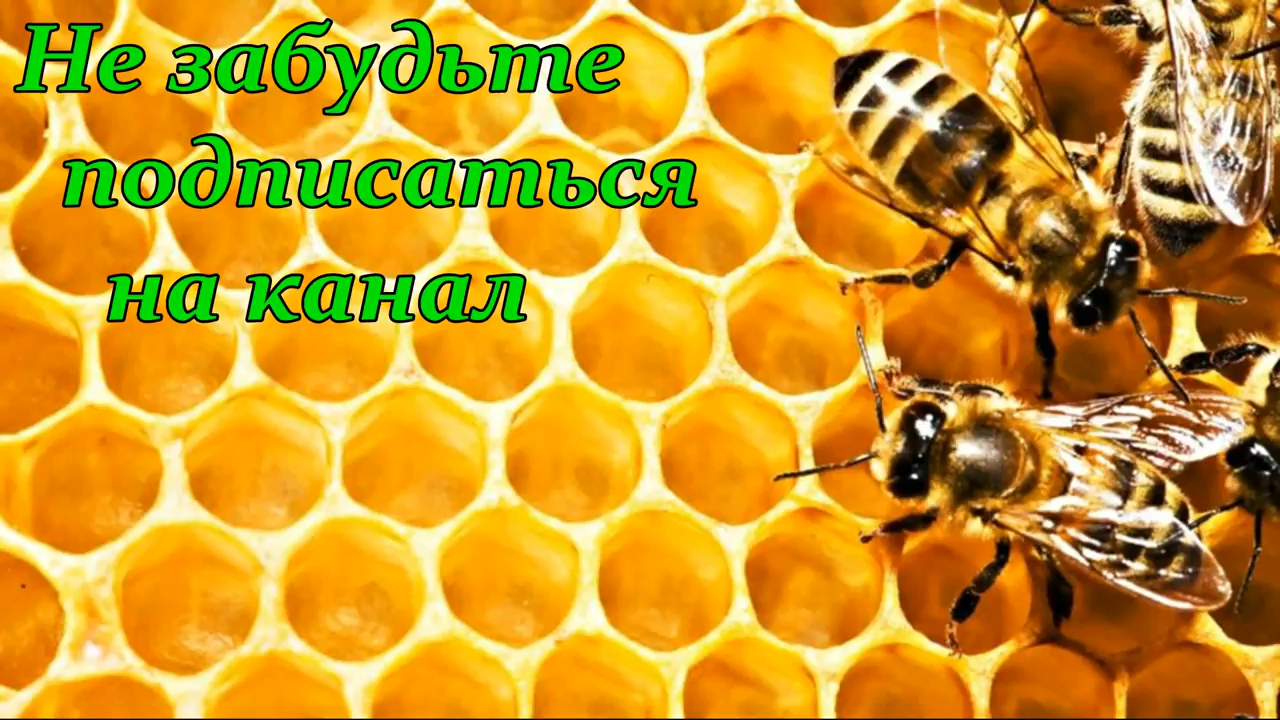 Не забудьте
подписаться
на канал